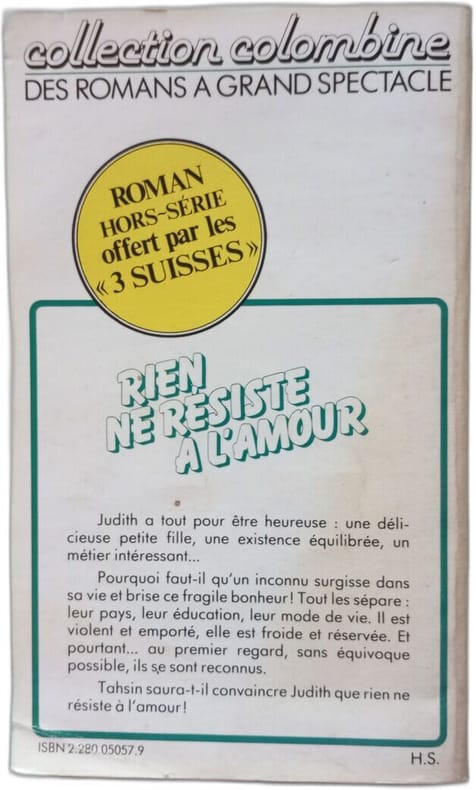 collection colombine
DES ROMANS A GRAND SPECTACLE
ROMAN
HORS-SÉRIE
offert par les
« 3 SUISSES »
RIEN
NE RÉSISTE
À L'AMOUR
Judith a tout pour être heureuse : une déli-
cieuse petite fille, une existence équilibrée, un
métier intéressant...
Pourquoi faut-il qu'un inconnu surgisse dans
sa vie et brise ce fragile bonheur! Tout les sépare :
leur pays, leur éducation, leur mode de vie. Il est
violent et emporté, elle est froide et réservée. Et
pourtant... au premier regard, sans équivoque
possible, ils se sont reconnus.
Tahsin saura-t-il convaincre Judith que rien ne
résiste à l'amour!
ISBN 2.280.05057.9
H.S.